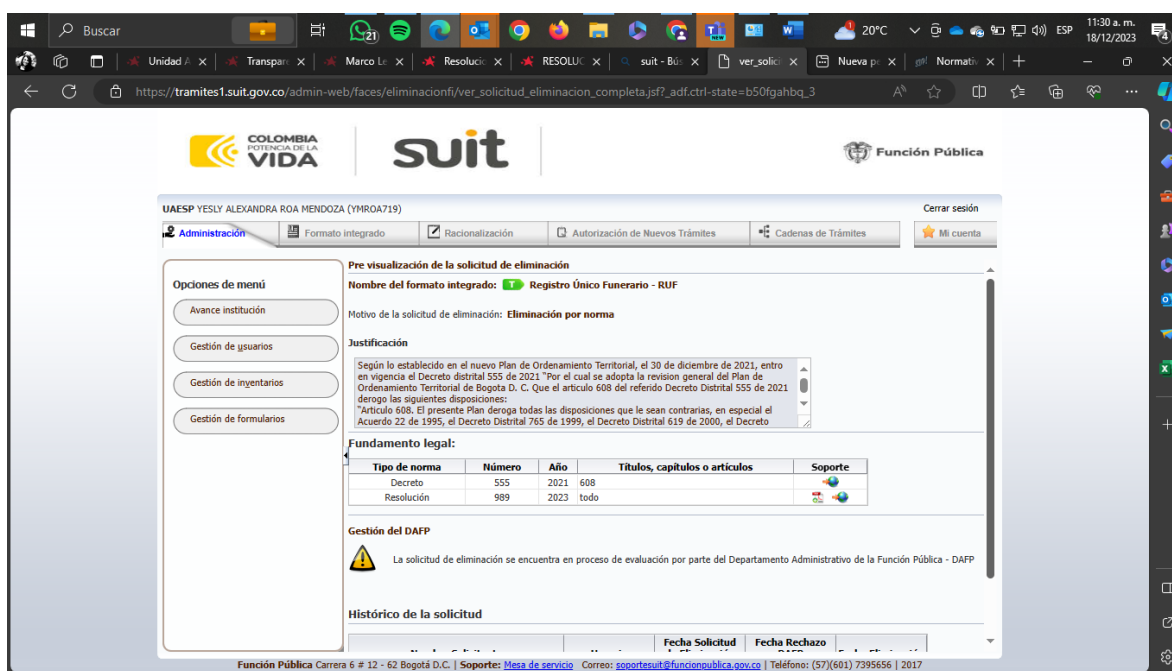 Buscar
21
NEW
20°C
ESP
11:30 a. m.
18/12/2023
4
Unidad A
Transpare
Marco Le
Resolucio
RESOLUC
suit - Bús
ver_solici
Nueva pe
Normativ
https://tramites1.suit.gov.co/admin-web/faces/eliminacionfi/ver_solicitud_eliminacion_completa.jsf?_adf.ctrl-state=b50fgahbq_3
COLOMBIA
POTENCIA DE LA
VIDA
suit
Función Pública
UAESP YESLY ALEXANDRA ROA MENDOZA (YMROA719)
Cerrar sesión
Administración
Formato integrado
Racionalización
Autorización de Nuevos Trámites
Cadenas de Trámites
Mi cuenta
Opciones de menú
Avance institución
Gestión de usuarios
Gestión de inventarios
Gestión de formularios
Pre visualización de la solicitud de eliminación
Nombre del formato integrado: T Registro Único Funerario - RUF
Motivo de la solicitud de eliminación: Eliminación por norma
Justificación
Según lo establecido en el nuevo Plan de Ordenamiento Territorial, el 30 de diciembre de 2021, entro
en vigencia el Decreto distrital 555 de 2021 "Por el cual se adopta la revision general del Plan de
Ordenamiento Territorial de Bogota D. C. Que el articulo 608 del referido Decreto Distrital 555 de 2021
derogo las siguientes disposiciones:
"Articulo 608. El presente Plan deroga todas las disposiciones que le sean contrarias, en especial el
Acuerdo 22 de 1995, el Decreto Distrital 765 de 1999, el Decreto Distrital 619 de 2000, el Decreto
Fundamento legal:
Tipo de norma Número Año Títulos, capítulos o artículos Soporte
Decreto 555 2021 608
Resolución 989 2023 todo
Gestión del DAFP
La solicitud de eliminación se encuentra en proceso de evaluación por parte del Departamento Administrativo de la Función Pública - DAFP
Histórico de la solicitud
Fecha Solicitud Fecha Rechazo
Función Pública Carrera 6 # 12 - 62 Bogotá D.C. | Soporte: Mesa de servicio Correo: soportesuit@funcionpublica.gov.co | Teléfono: (57)(601) 7395656 | 2017